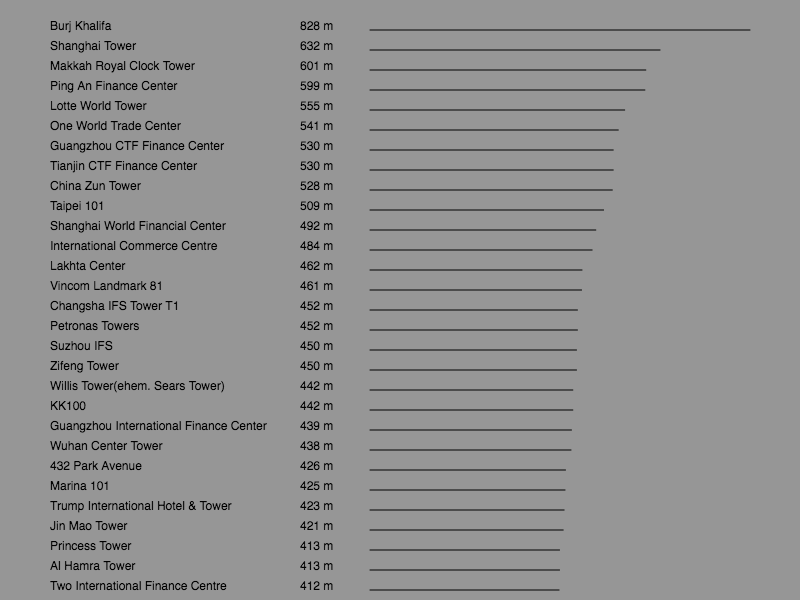 Burj Khalifa 828 m
Shanghai Tower 632 m
Makkah Royal Clock Tower 601 m
Ping An Finance Center 599 m
Lotte World Tower 555 m
One World Trade Center 541 m
Guangzhou CTF Finance Center 530 m
Tianjin CTF Finance Center 530 m
China Zun Tower 528 m
Taipei 101 509 m
Shanghai World Financial Center 492 m
International Commerce Centre 484 m
Lakhta Center 462 m
Vincom Landmark 81 461 m
Changsha IFS Tower T1 452 m
Petronas Towers 452 m
Suzhou IFS 450 m
Zifeng Tower 450 m
Willis Tower(ehem. Sears Tower) 442 m
KK100 442 m
Guangzhou International Finance Center 439 m
Wuhan Center Tower 438 m
432 Park Avenue 426 m
Marina 101 425 m
Trump International Hotel & Tower 423 m
Jin Mao Tower 421 m
Princess Tower 413 m
Al Hamra Tower 413 m
Two International Finance Centre 412 m